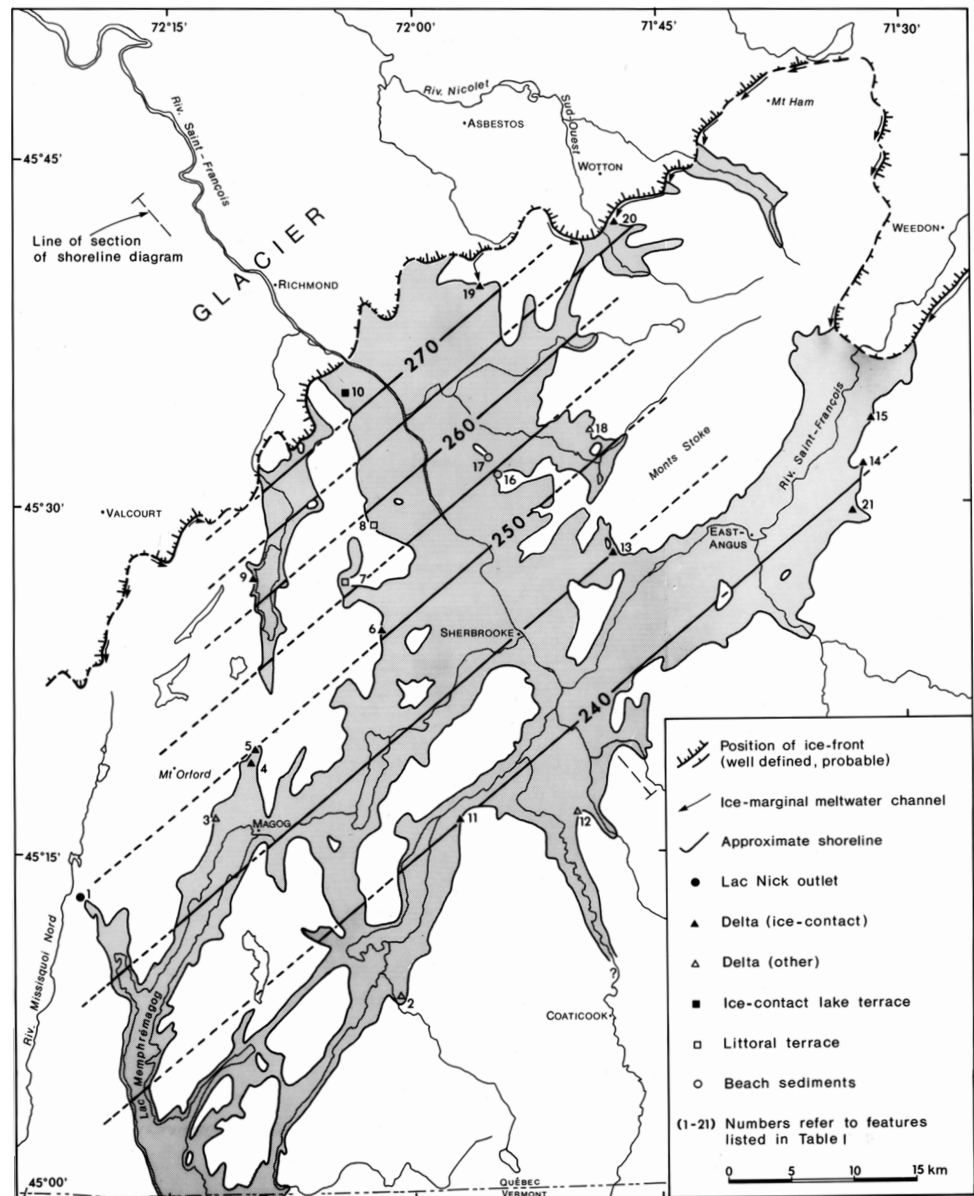 72°15'
72°00'
71°45'
71°30'
Riv. Saint-François
Riv. Nicolet
Sud-Ouest
Mt Ham
ASBESTOS
WOTTON
45°45'
Line of section
of shoreline diagram
GLACIER
WEEDON
20
RICHMOND
19
270
10
260
Riv. Saint-François
15
18
17
16
Monts Stoke
14
45°30'
VALCOURT
8
250
21
EAST-
ANGUS
13
9
7
6
SHERBROOKE
240
5
4
Mt Orford
3
MAGOG
11
12
45°15'
1
Riv. Missisquoi Nord
2
?
COATICOOK
Lac Memphrémagog
45°00'
QUÉBEC
VERMONT
Position of ice-front
(well defined, probable)
Ice-marginal meltwater channel
Approximate shoreline
Lac Nick outlet
Delta (ice-contact)
Delta (other)
Ice-contact lake terrace
Littoral terrace
Beach sediments
(1-21) Numbers refer to features
listed in Table I
0 5 10 15 km